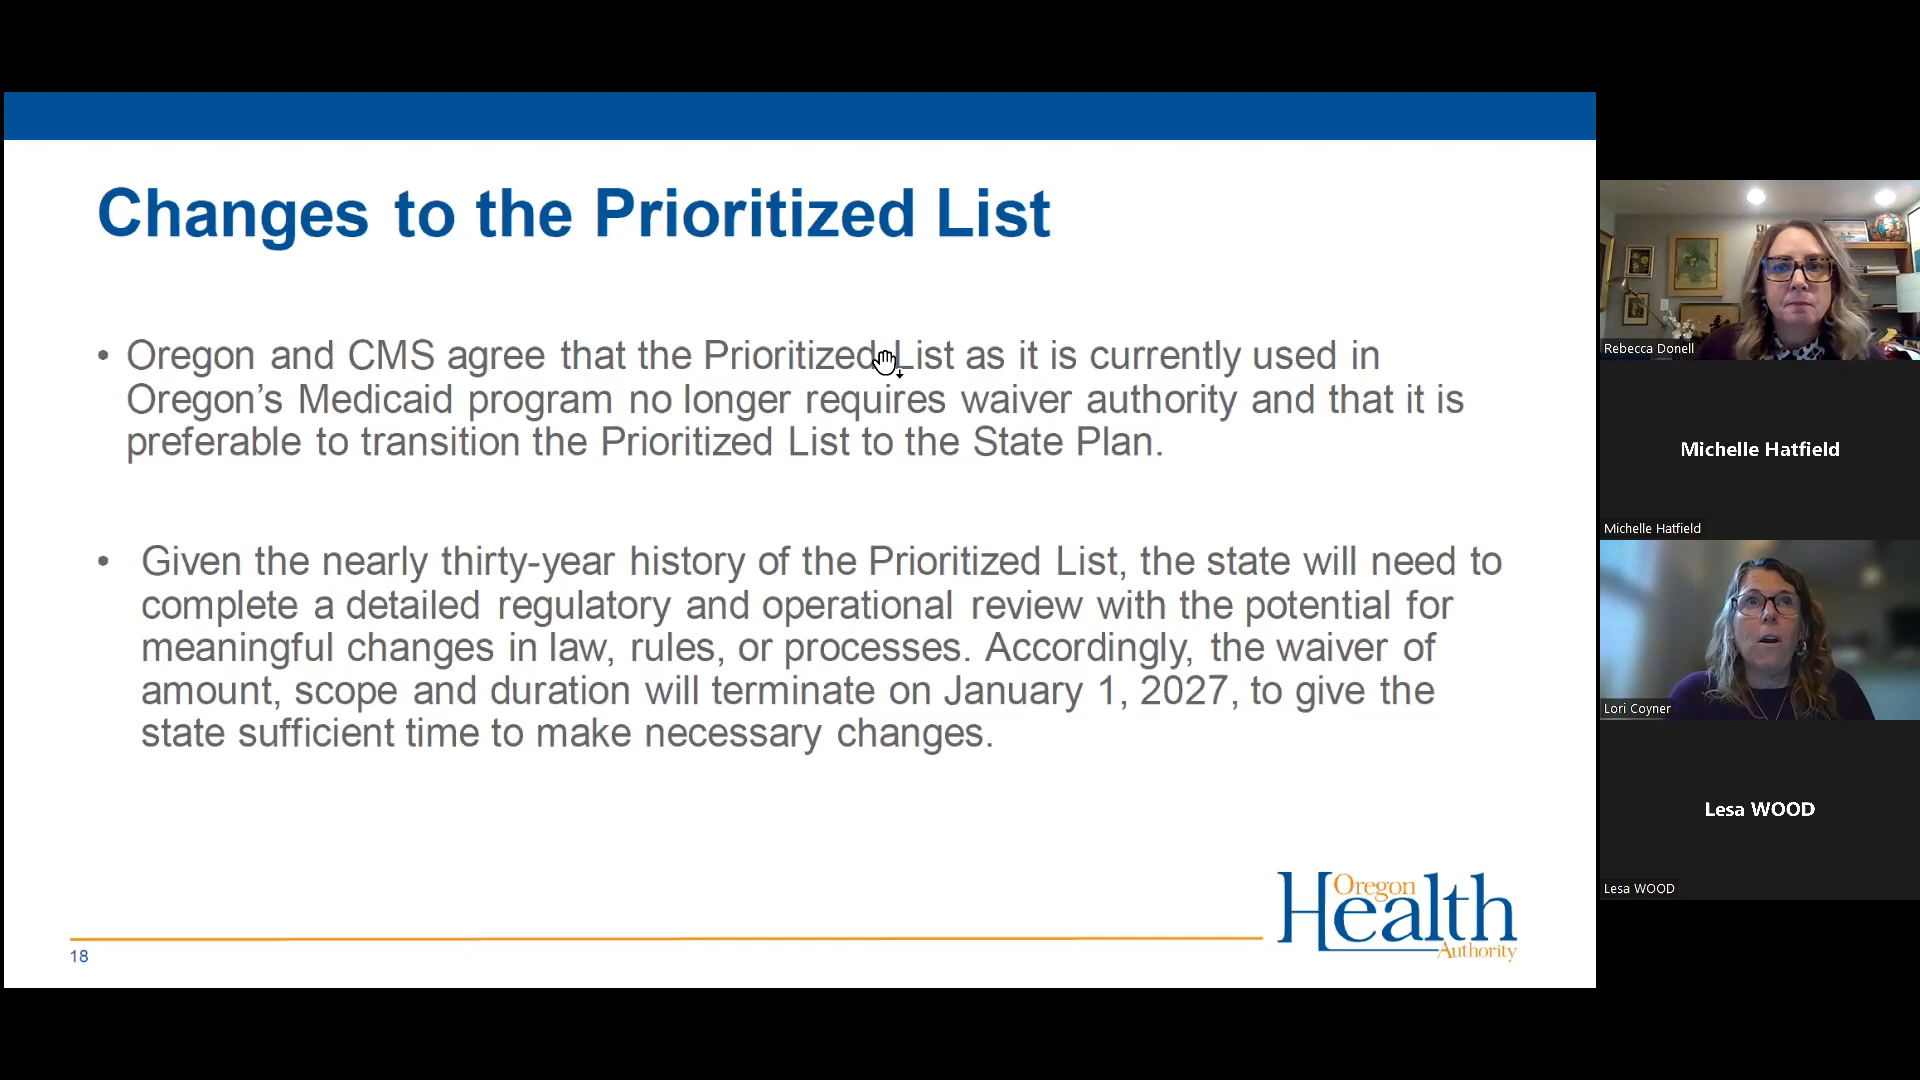 Changes to the Prioritized List
• Oregon and CMS agree that the Prioritized List as it is currently used in
Oregon’s Medicaid program no longer requires waiver authority and that it is
preferable to transition the Prioritized List to the State Plan.
• Given the nearly thirty-year history of the Prioritized List, the state will need to
complete a detailed regulatory and operational review with the potential for
meaningful changes in law, rules, or processes. Accordingly, the waiver of
amount, scope and duration will terminate on January 1, 2027, to give the
state sufficient time to make necessary changes.
18
Oregon
Health
Authority
Rebecca Donell
Michelle Hatfield
Michelle Hatfield
Lori Coyner
Lesa WOOD
Lesa WOOD